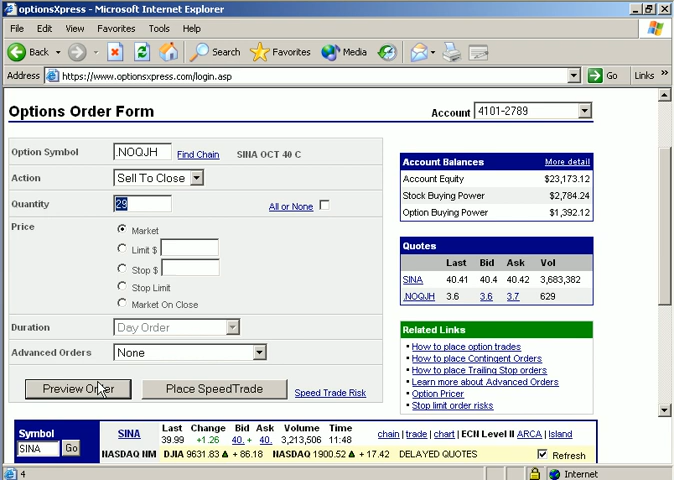 optionsXpress - Microsoft Internet Explorer
File Edit View Favorites Tools Help
Back Search Favorites Media
Address https://www.optionsxpress.com/login.asp Go Links »
Options Order Form Account 4101-2789
Option Symbol .NOQJH Find Chain SINA OCT 40 C
Action Sell To Close
Quantity 29 All or None
Price Market
Limit $
Stop $
Stop Limit
Market On Close
Duration Day Order
Advanced Orders None
Preview Order Place SpeedTrade Speed Trade Risk
Account Balances More detail
Account Equity $23,173.12
Stock Buying Power $2,784.24
Option Buying Power $1,392.12
Quotes
Last Bid Ask Vol
SINA 40.41 40.4 40.42 3,683,382
.NOQJH 3.6 3.6 3.7 629
Related Links
• How to place option trades
• How to place Contingent Orders
• How to place Trailing Stop orders
• Learn more about Advanced Orders
• Option Pricer
• Stop limit order risks
Symbol SINA Last Change Bid Ask Volume Time
39.99 +1.26 40. + 40. 3,213,506 11:48 chain | trade | chart | ECN Level II ARCA | Island
SINA Go NASDAQ NM DJIA 9631.83 + 86.18 NASDAQ 1900.52 + 17.42 DELAYED QUOTES Refresh
4 Internet